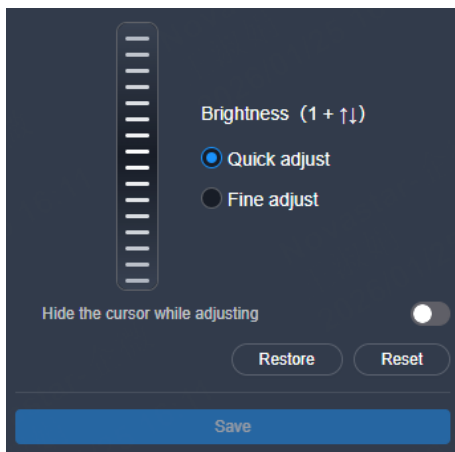 Brightness（1 + ↑↓）
Quick adjust
Fine adjust
Hide the cursor while adjusting
Restore
Reset
Save